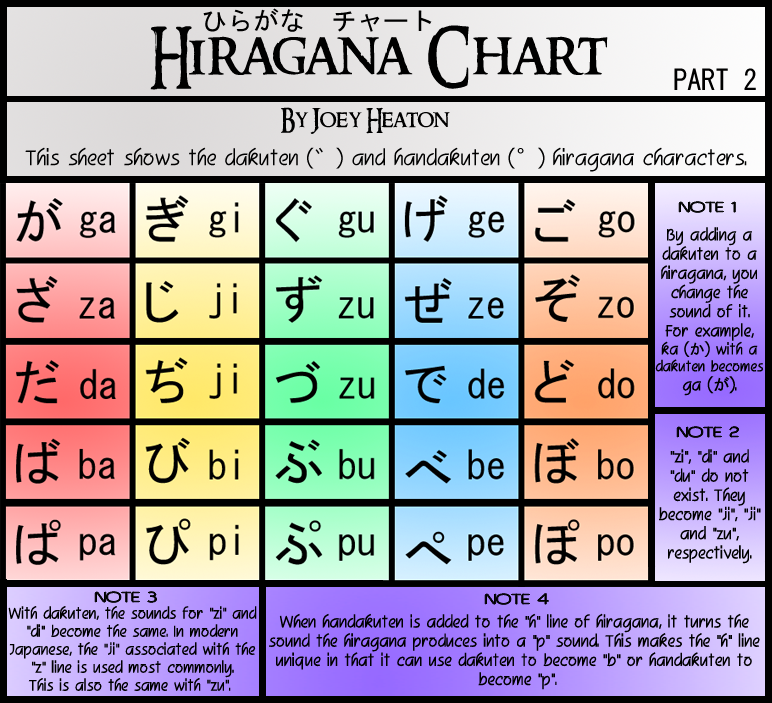 ひらがな チャート
HIRAGANA CHART
PART 2
BY JOEY HEATON
This sheet shows the dakuten (゛) and handakuten (゜) hiragana characters.
が ga ぎ gi ぐ gu げ ge ご go
ざ za じ ji ず zu ぜ ze ぞ zo
だ da ぢ ji づ zu で de ど do
ば ba び bi ぶ bu べ be ぼ bo
ぱ pa ぴ pi ぷ pu ぺ pe ぽ po
NOTE 1
By adding a
dakuten to a
hiragana, you
change the
sound of it.
For example,
ka (か) with a
dakuten becomes
ga (が).
NOTE 2
"zi", "di" and
"du" do not
exist. They
become "ji", "ji"
and "zu",
respectively.
NOTE 3
With dakuten, the sounds for "zi" and
"di" become the same. In modern
Japanese, the "ji" associated with the
"z" line is used most commonly.
This is also the same with "zu".
NOTE 4
When handakuten is added to the "h" line of hiragana, it turns the
sound the hiragana produces into a "p" sound. This makes the "h" line
unique in that it can use dakuten to become "b" or handakuten to
become "p".